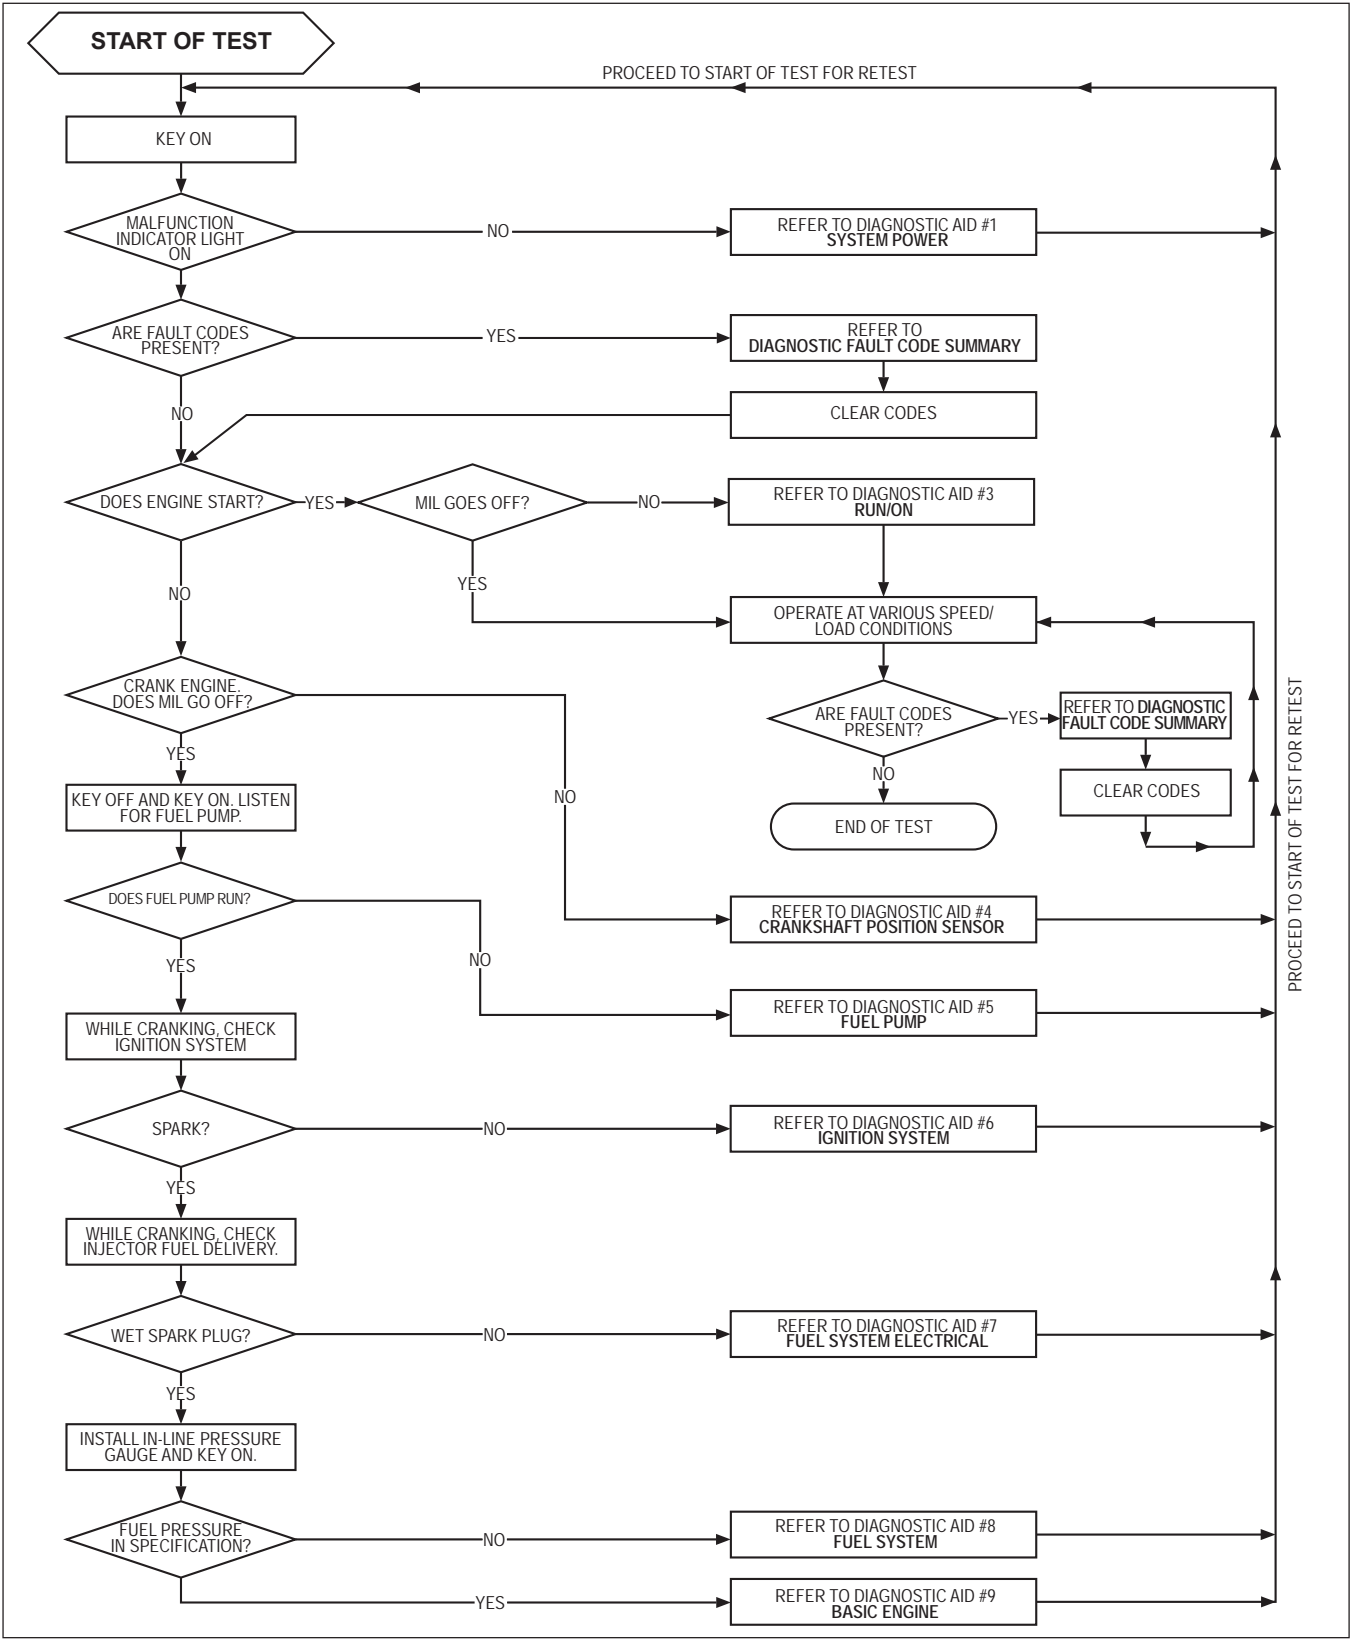 START OF TEST
PROCEED TO START OF TEST FOR RETEST
KEY ON
MALFUNCTION
INDICATOR LIGHT
ON
NO
REFER TO DIAGNOSTIC AID #1
SYSTEM POWER
ARE FAULT CODES
PRESENT?
YES
REFER TO
DIAGNOSTIC FAULT CODE SUMMARY
NO
CLEAR CODES
DOES ENGINE START?
YES
MIL GOES OFF?
NO
REFER TO DIAGNOSTIC AID #3
RUN/ON
YES
NO
OPERATE AT VARIOUS SPEED/
LOAD CONDITIONS
CRANK ENGINE.
DOES MIL GO OFF?
ARE FAULT CODES
PRESENT?
YES
REFER TO DIAGNOSTIC
FAULT CODE SUMMARY
YES
NO
CLEAR CODES
KEY OFF AND KEY ON. LISTEN
FOR FUEL PUMP.
NO
END OF TEST
PROCEED TO START OF TEST FOR RETEST
DOES FUEL PUMP RUN?
REFER TO DIAGNOSTIC AID #4
CRANKSHAFT POSITION SENSOR
YES
NO
REFER TO DIAGNOSTIC AID #5
FUEL PUMP
WHILE CRANKING, CHECK
IGNITION SYSTEM
SPARK?
NO
REFER TO DIAGNOSTIC AID #6
IGNITION SYSTEM
YES
WHILE CRANKING, CHECK
INJECTOR FUEL DELIVERY.
WET SPARK PLUG?
NO
REFER TO DIAGNOSTIC AID #7
FUEL SYSTEM ELECTRICAL
YES
INSTALL IN-LINE PRESSURE
GAUGE AND KEY ON.
FUEL PRESSURE
IN SPECIFICATION?
NO
REFER TO DIAGNOSTIC AID #8
FUEL SYSTEM
YES
REFER TO DIAGNOSTIC AID #9
BASIC ENGINE